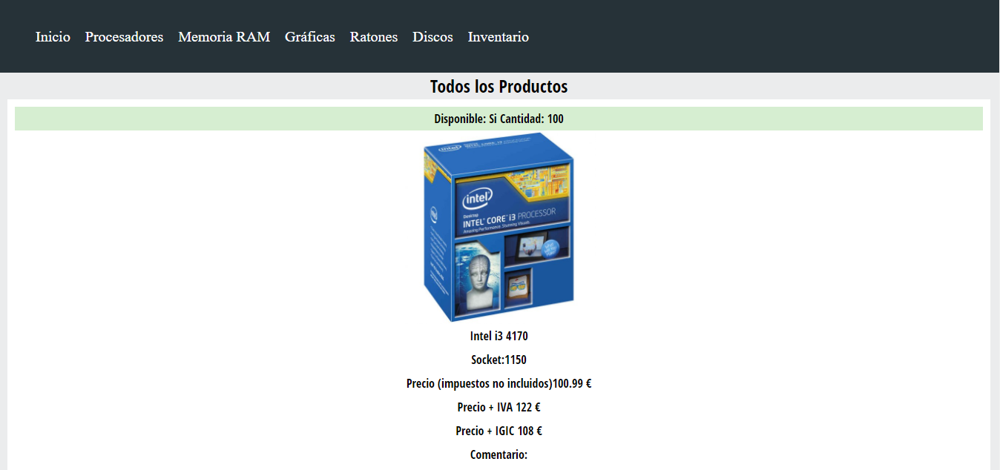 Inicio Procesadores Memoria RAM Gráficas Ratones Discos Inventario
Todos los Productos
Disponible: Si Cantidad: 100
intel
Desktop
INTEL® CORE™ i3 PROCESSOR
Amazing Performance. Stunning Visuals.
Intel i3 4170
Socket:1150
Precio (impuestos no incluidos)100.99 €
Precio + IVA 122 €
Precio + IGIC 108 €
Comentario: